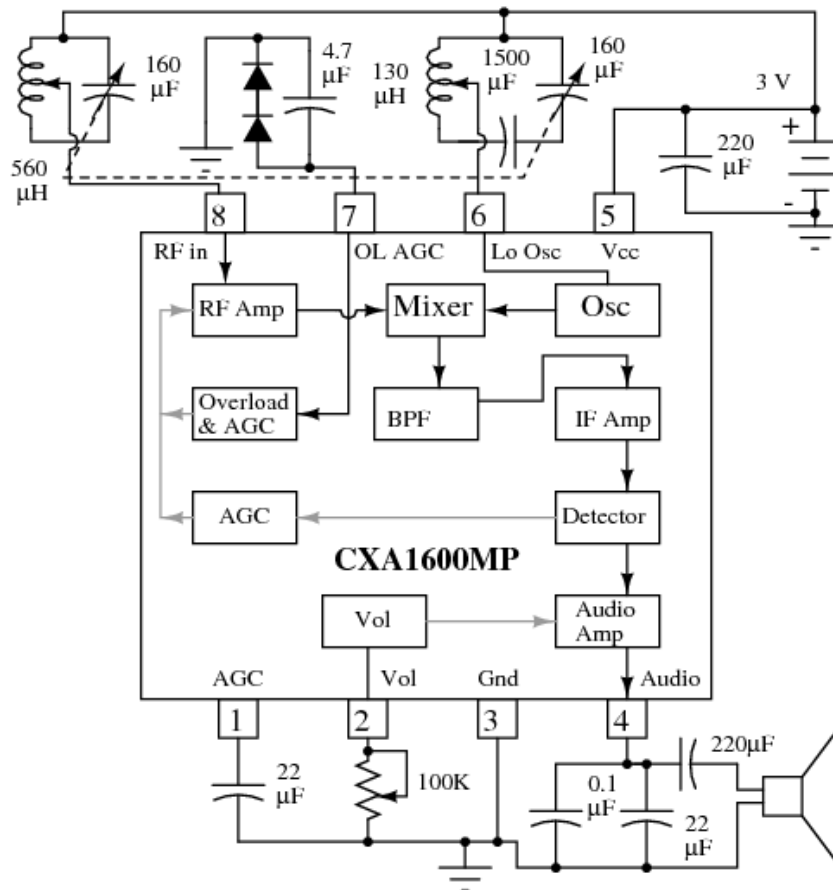 160
µF
560
µH
4.7
µF
130
µH
1500
µF
160
µF
3 V
+
-
220
µF
8
7
6
5
RF in
OL AGC
Lo Osc
Vcc
RF Amp
Mixer
Osc
Overload
& AGC
BPF
IF Amp
AGC
Detector
CXA1600MP
Vol
Audio
Amp
AGC
Vol
Gnd
Audio
1
2
3
4
22
µF
100K
0.1
µF
22
µF
220µF